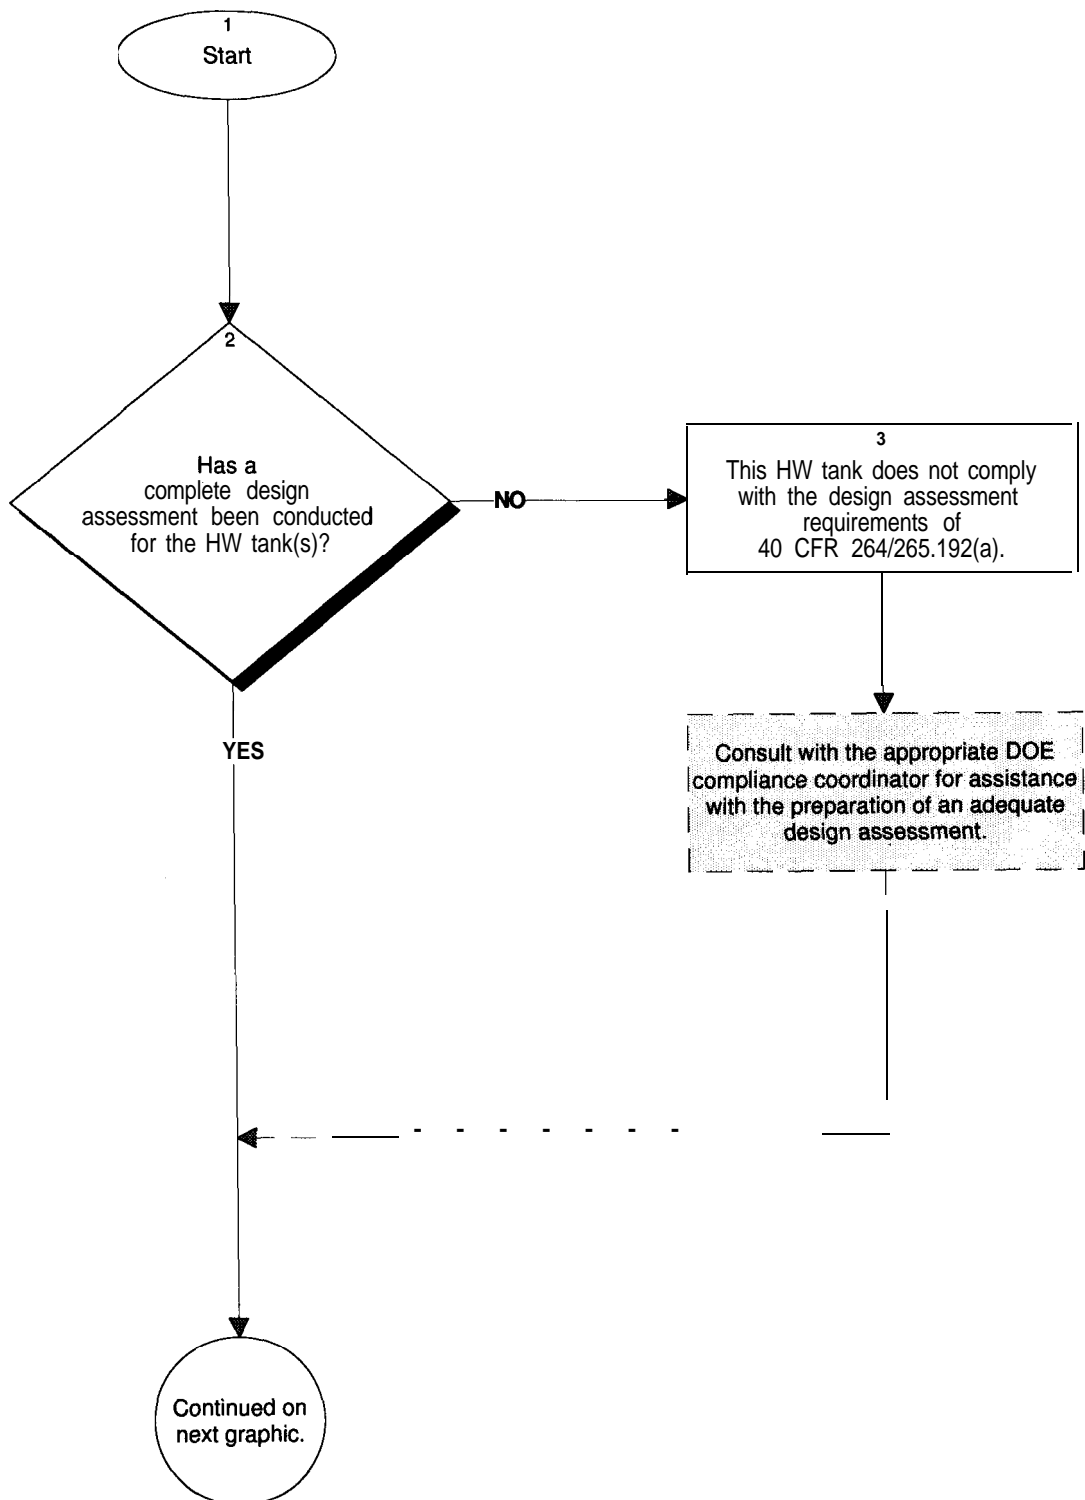 1
Start
2
Has a
complete design
assessment been conducted
for the HW tank(s)?
NO
3
This HW tank does not comply
with the design assessment
requirements of
40 CFR 264/265.192(a).
YES
Consult with the appropriate DOE
compliance coordinator for assistance
with the preparation of an adequate
design assessment.
Continued on
next graphic.